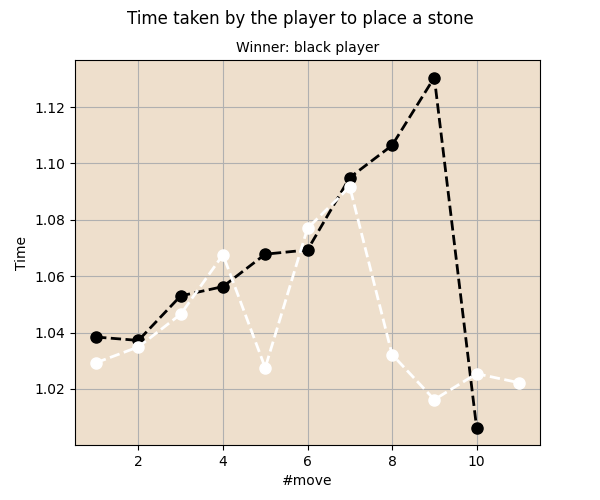 Time taken by the player to place a stone
Winner: black player
1.12
1.10
1.08
1.06
1.04
1.02
Time
2 4 6 8 10
#move